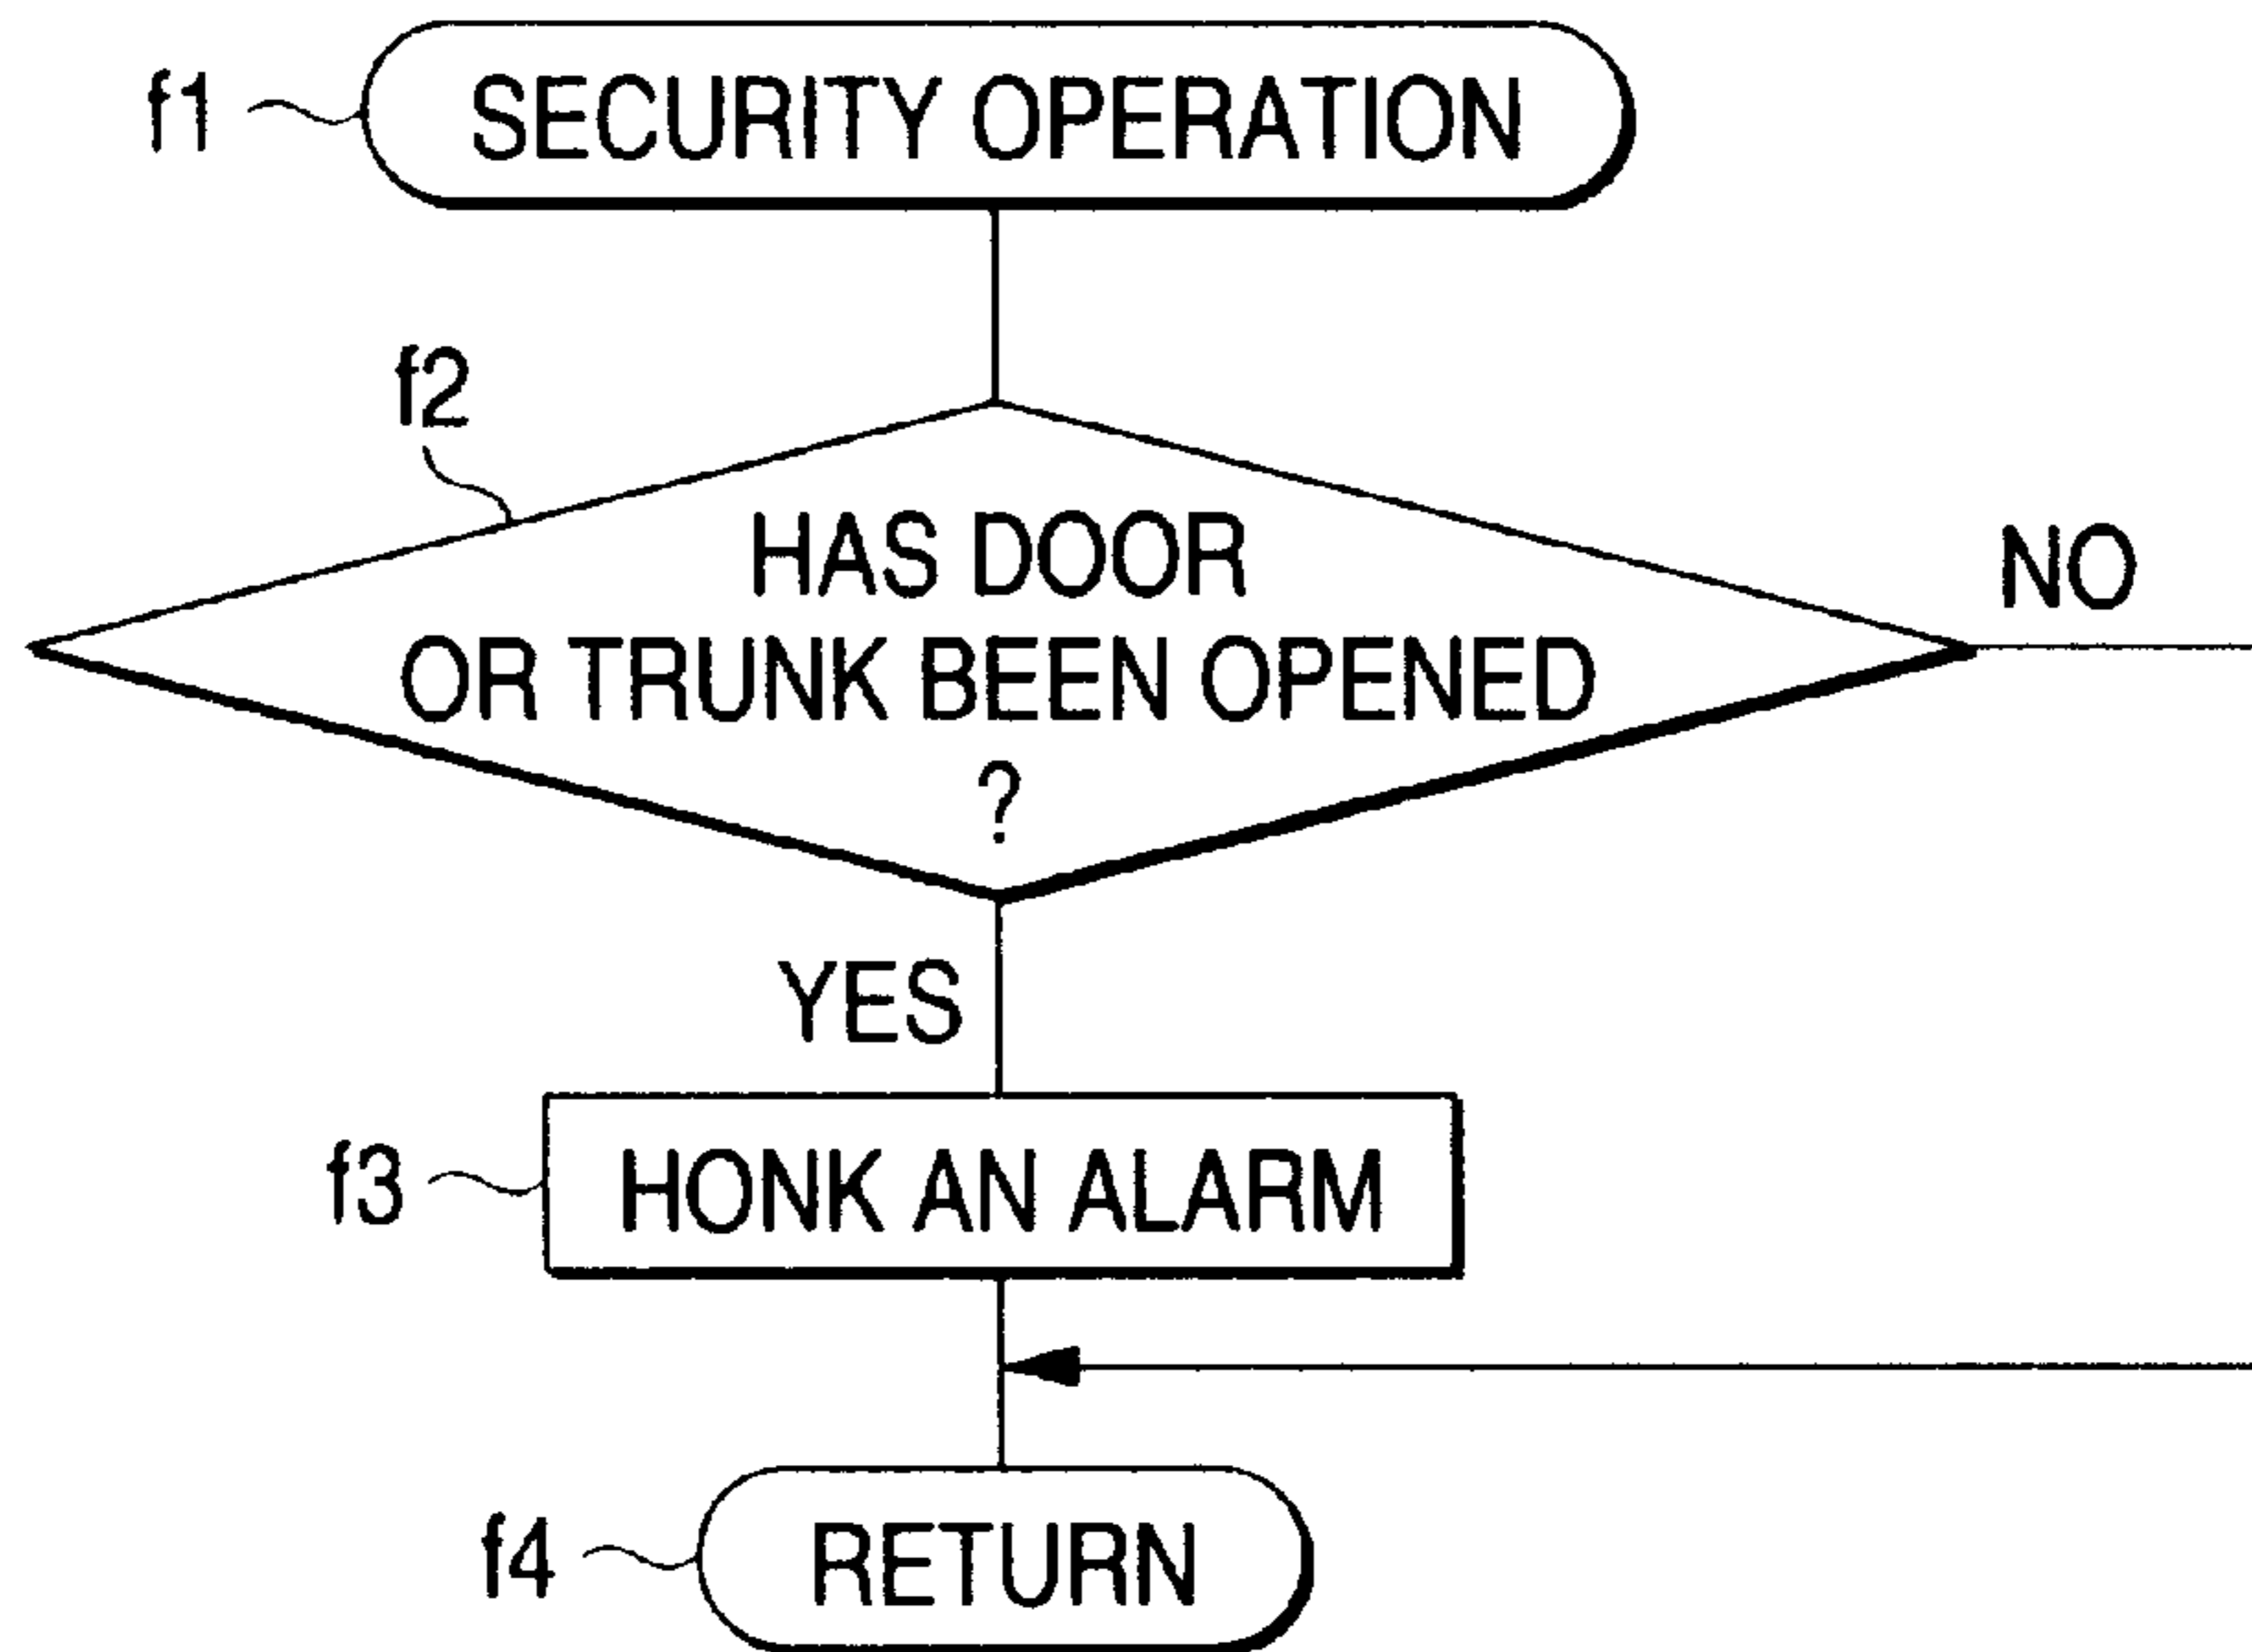 f1
SECURITY OPERATION
f2
HAS DOOR
OR TRUNK BEEN OPENED
?
NO
YES
f3
HONK AN ALARM
f4
RETURN